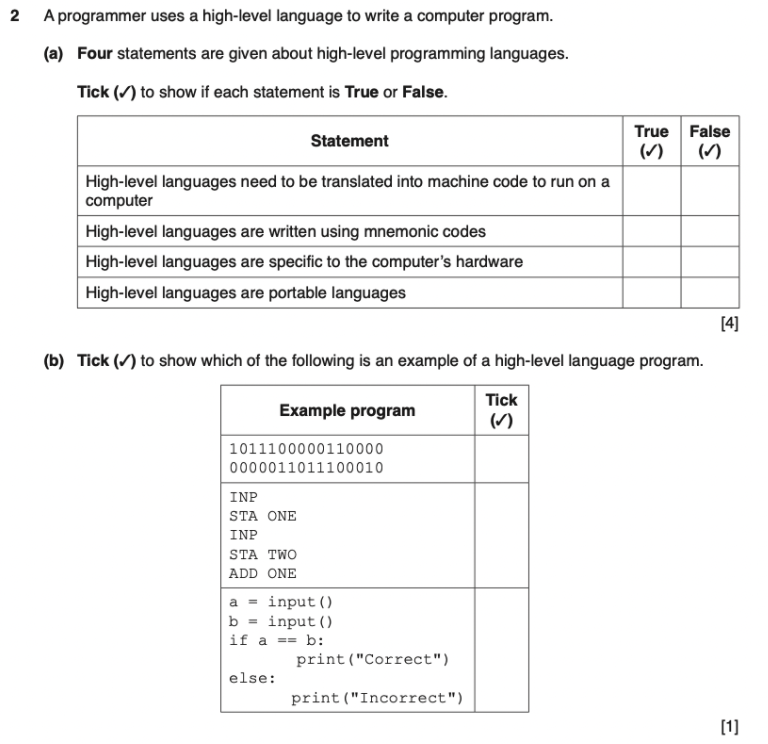 2 A programmer uses a high-level language to write a computer program.
(a) Four statements are given about high-level programming languages.
Tick (✓) to show if each statement is True or False.
Statement True (✓) False (✓)
High-level languages need to be translated into machine code to run on a
computer
High-level languages are written using mnemonic codes
High-level languages are specific to the computer's hardware
High-level languages are portable languages
[4]
(b) Tick (✓) to show which of the following is an example of a high-level language program.
Example program Tick (✓)
1011100000110000
0000011011100010
INP
STA ONE
INP
STA TWO
ADD ONE
a = input()
b = input()
if a == b:
print("Correct")
else:
print("Incorrect")
[1]